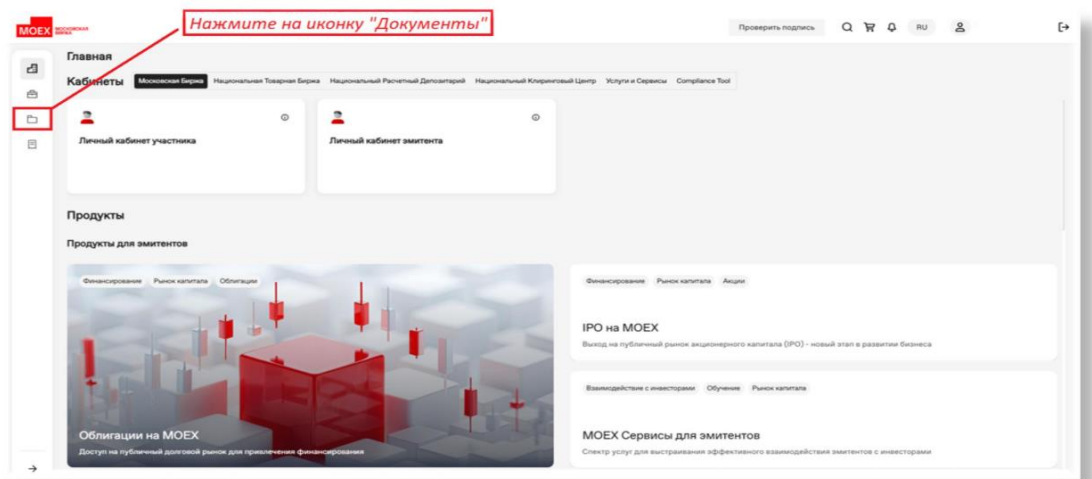 Нажмите на иконку "Документы"
MOEX МОСКОВСКАЯ БИРЖА
Проверить подпись
RU
Главная
Кабинеты Московская Биржа Национальная Товарная Биржа Национальный Расчетный Депозитарий Национальный Клиринговый Центр Услуги и Сервисы Compliance Tool
Личный кабинет участника
Личный кабинет эмитента
Продукты
Продукты для эмитентов
Финансирование Рынок капитала Облигации
Облигации на MOEX
Доступ на публичный долговой рынок для привлечения финансирования
Финансирование Рынок капитала Акции
IPO на MOEX
Выход на публичный рынок акционерного капитала (IPO) - новый этап в развитии бизнеса
Взаимодействие с инвесторами Обучение Рынок капитала
MOEX Сервисы для эмитентов
Спектр услуг для выстраивания эффективного взаимодействия эмитентов с инвесторами